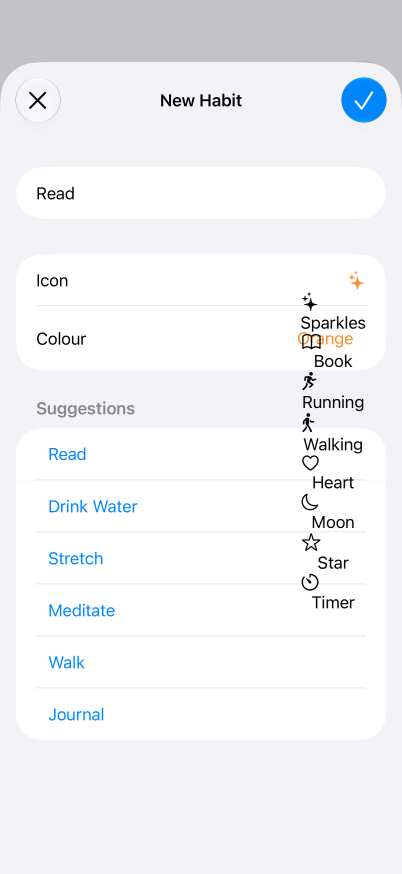 New Habit
Read
Icon
Sparkles
Colour
Orange
Book
Running
Suggestions
Walking
Read
Heart
Drink Water
Moon
Stretch
Star
Meditate
Timer
Walk
Journal